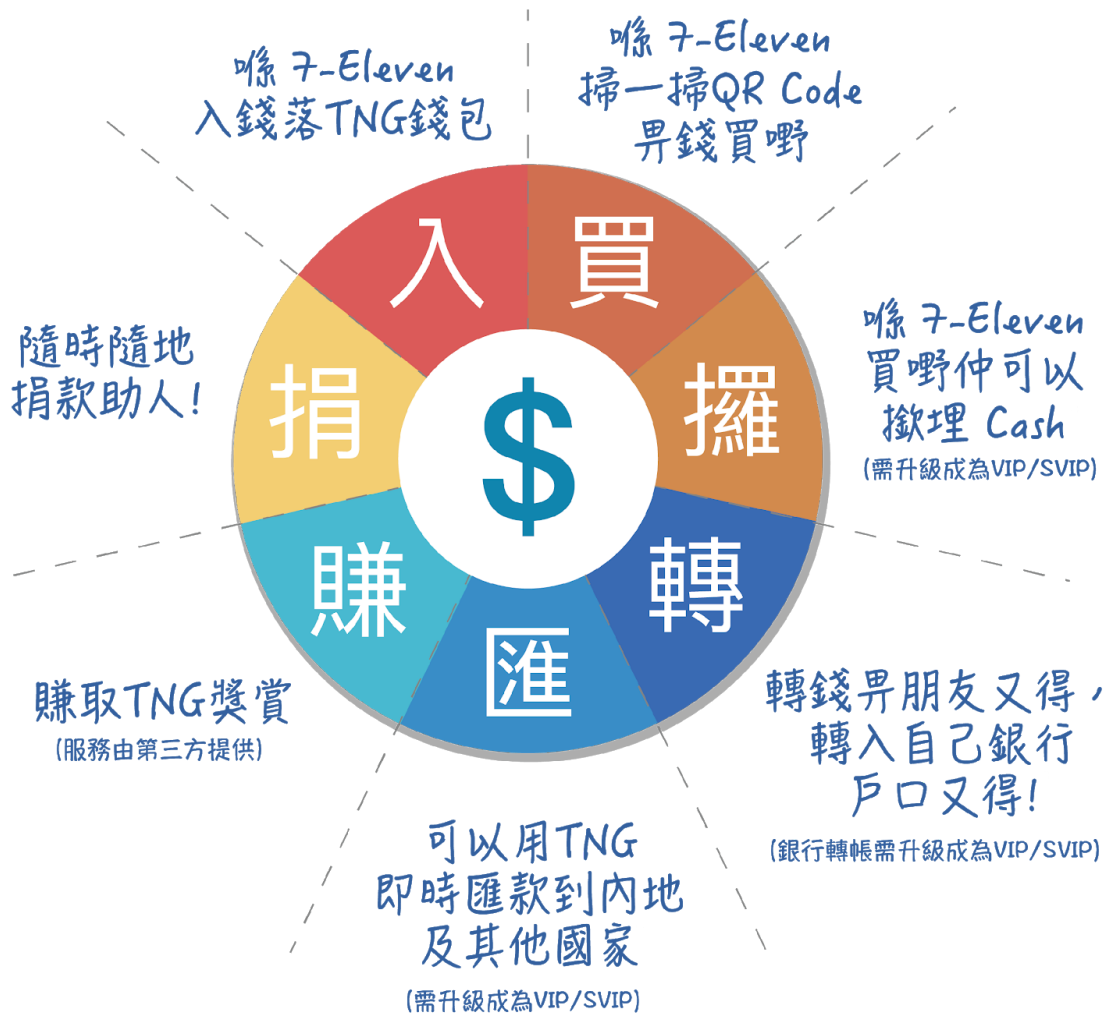 喺 7-Eleven
入錢落TNG錢包
喺 7-Eleven
掃一掃QR Code
畀錢買嘢
入
買
隨時隨地
捐款助人!
捐
$
攞
喺 7-Eleven
買嘢仲可以
撳埋 Cash
(需升級成為VIP/SVIP)
賺
匯
轉
賺取TNG獎賞
(服務由第三方提供)
轉錢畀朋友又得，
轉入自己銀行
戶口又得!
(銀行轉帳需升級成為VIP/SVIP)
可以用TNG
即時匯款到內地
及其他國家
(需升級成為VIP/SVIP)